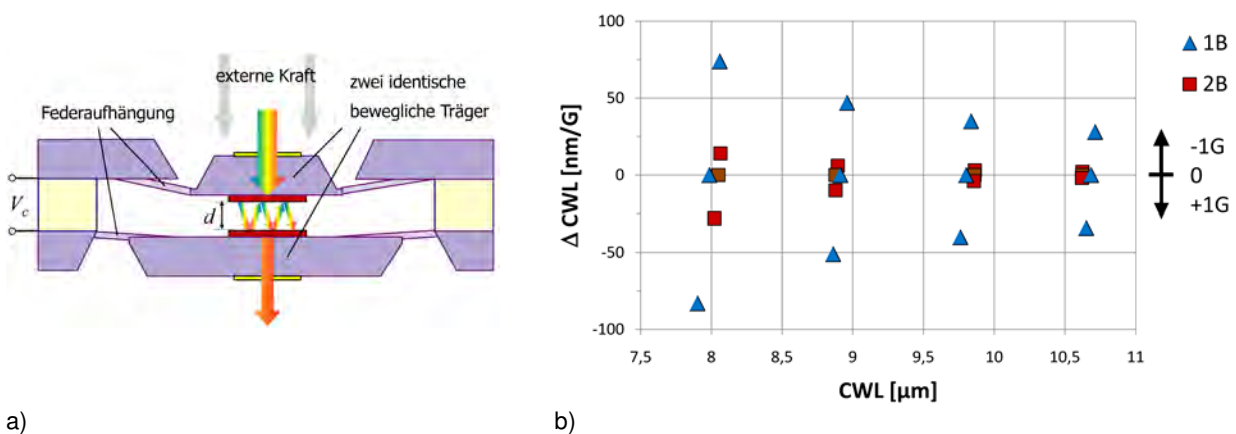 externe Kraft
zwei identische
bewegliche Träger
Federaufhängung
Vc
d
a)
100
50
0
-50
-100
Δ CWL [nm/G]
7,5
8
8,5
9
9,5
10
10,5
11
CWL [µm]
1B
2B
-1G
0
+1G
b)